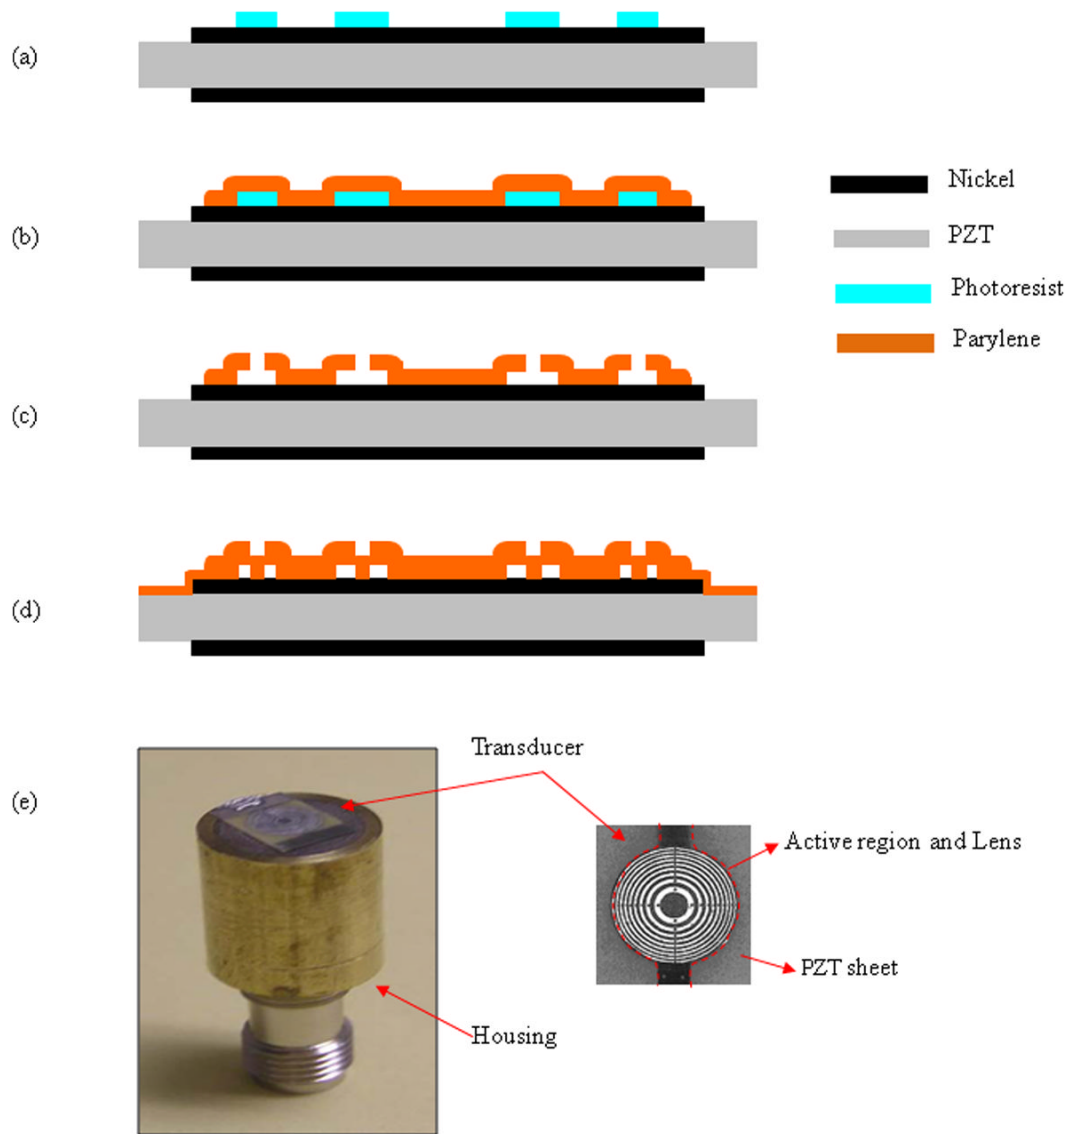 (a)
(b)
(c)
(d)
(e)
Nickel
PZT
Photoresist
Parylene
Transducer
Active region and Lens
PZT sheet
Housing